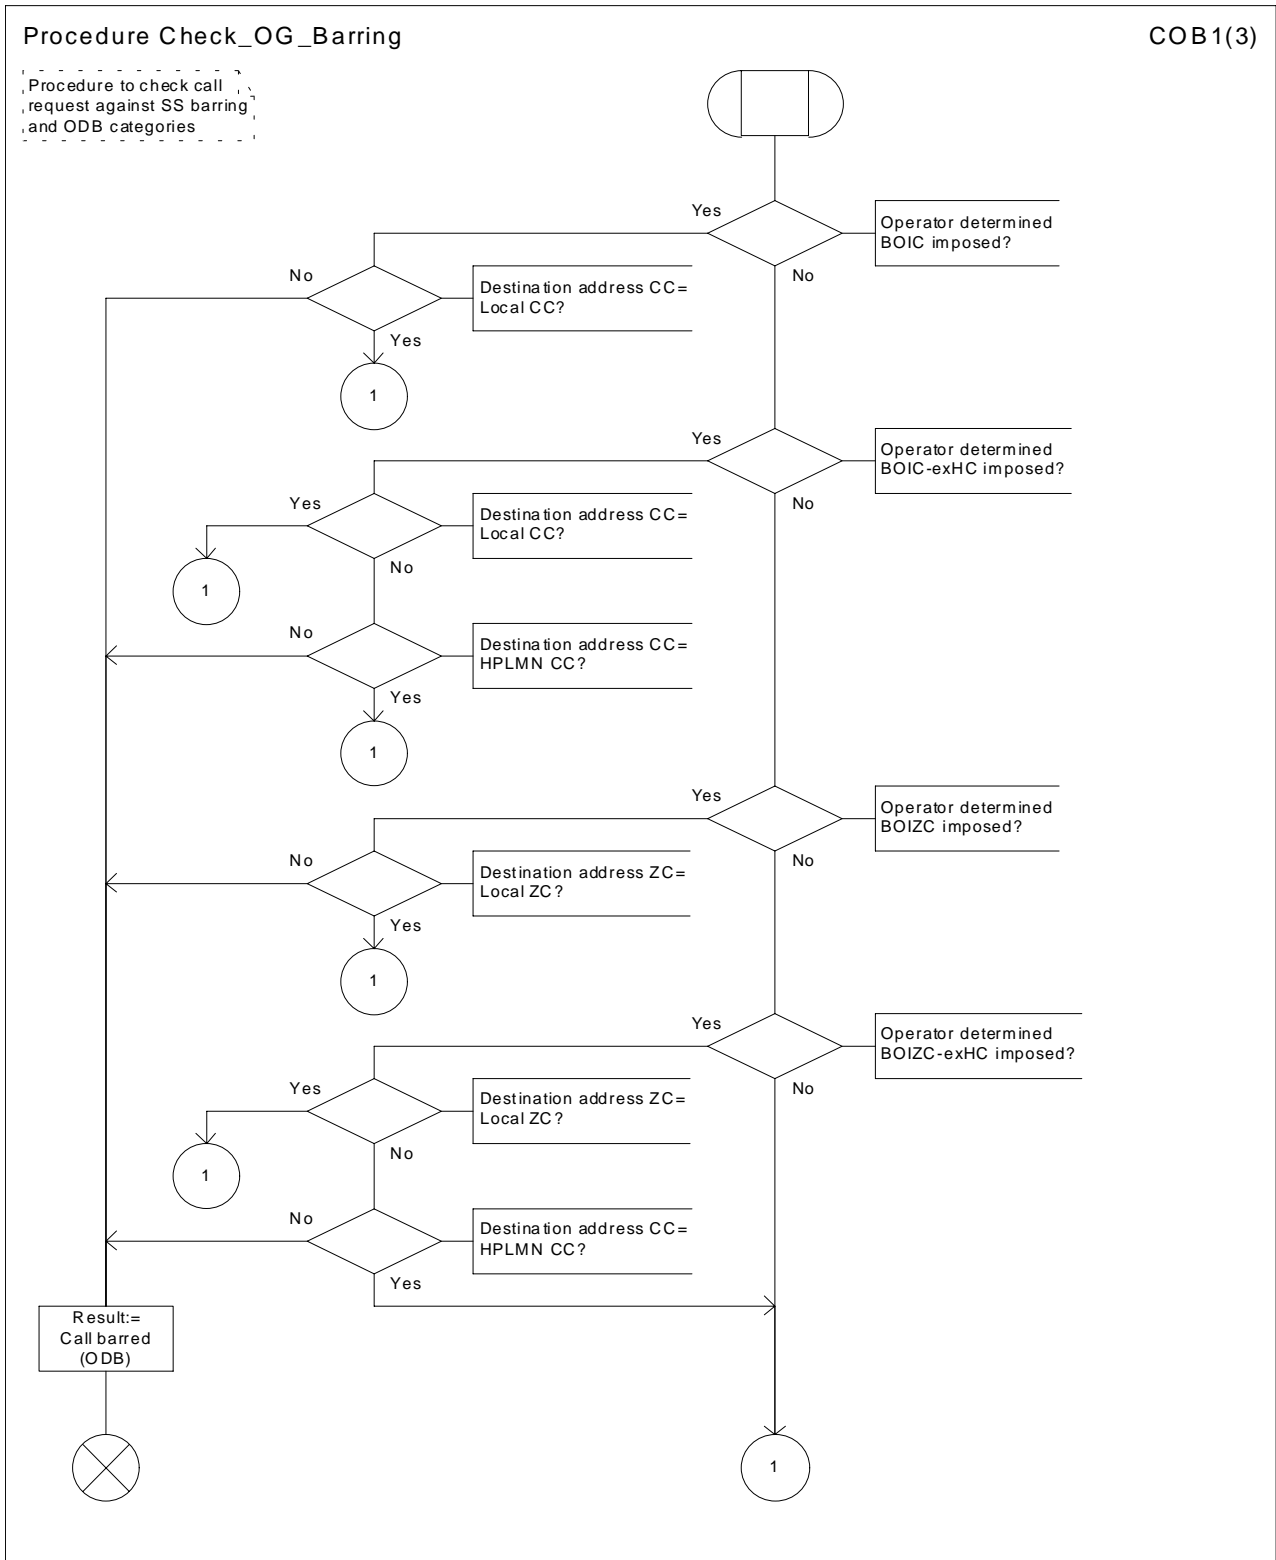 Procedure Check_OG_Barring
COB1(3)
Procedure to check call
request against SS barring
and ODB categories
Yes
Operator determined
BOIC imposed?
No
No
Destination address CC=
Local CC?
Yes
1
Yes
Operator determined
BOIC-exHC imposed?
No
Yes
Destination address CC=
Local CC?
No
1
No
Destination address CC=
HPLMN CC?
Yes
1
Yes
Operator determined
BOIZC imposed?
No
No
Destination address ZC=
Local ZC?
Yes
1
Yes
Operator determined
BOIZC-exHC imposed?
No
Yes
Destination address ZC=
Local ZC?
No
1
No
Destination address CC=
HPLMN CC?
Yes
Result:=
Call barred
(ODB)
1